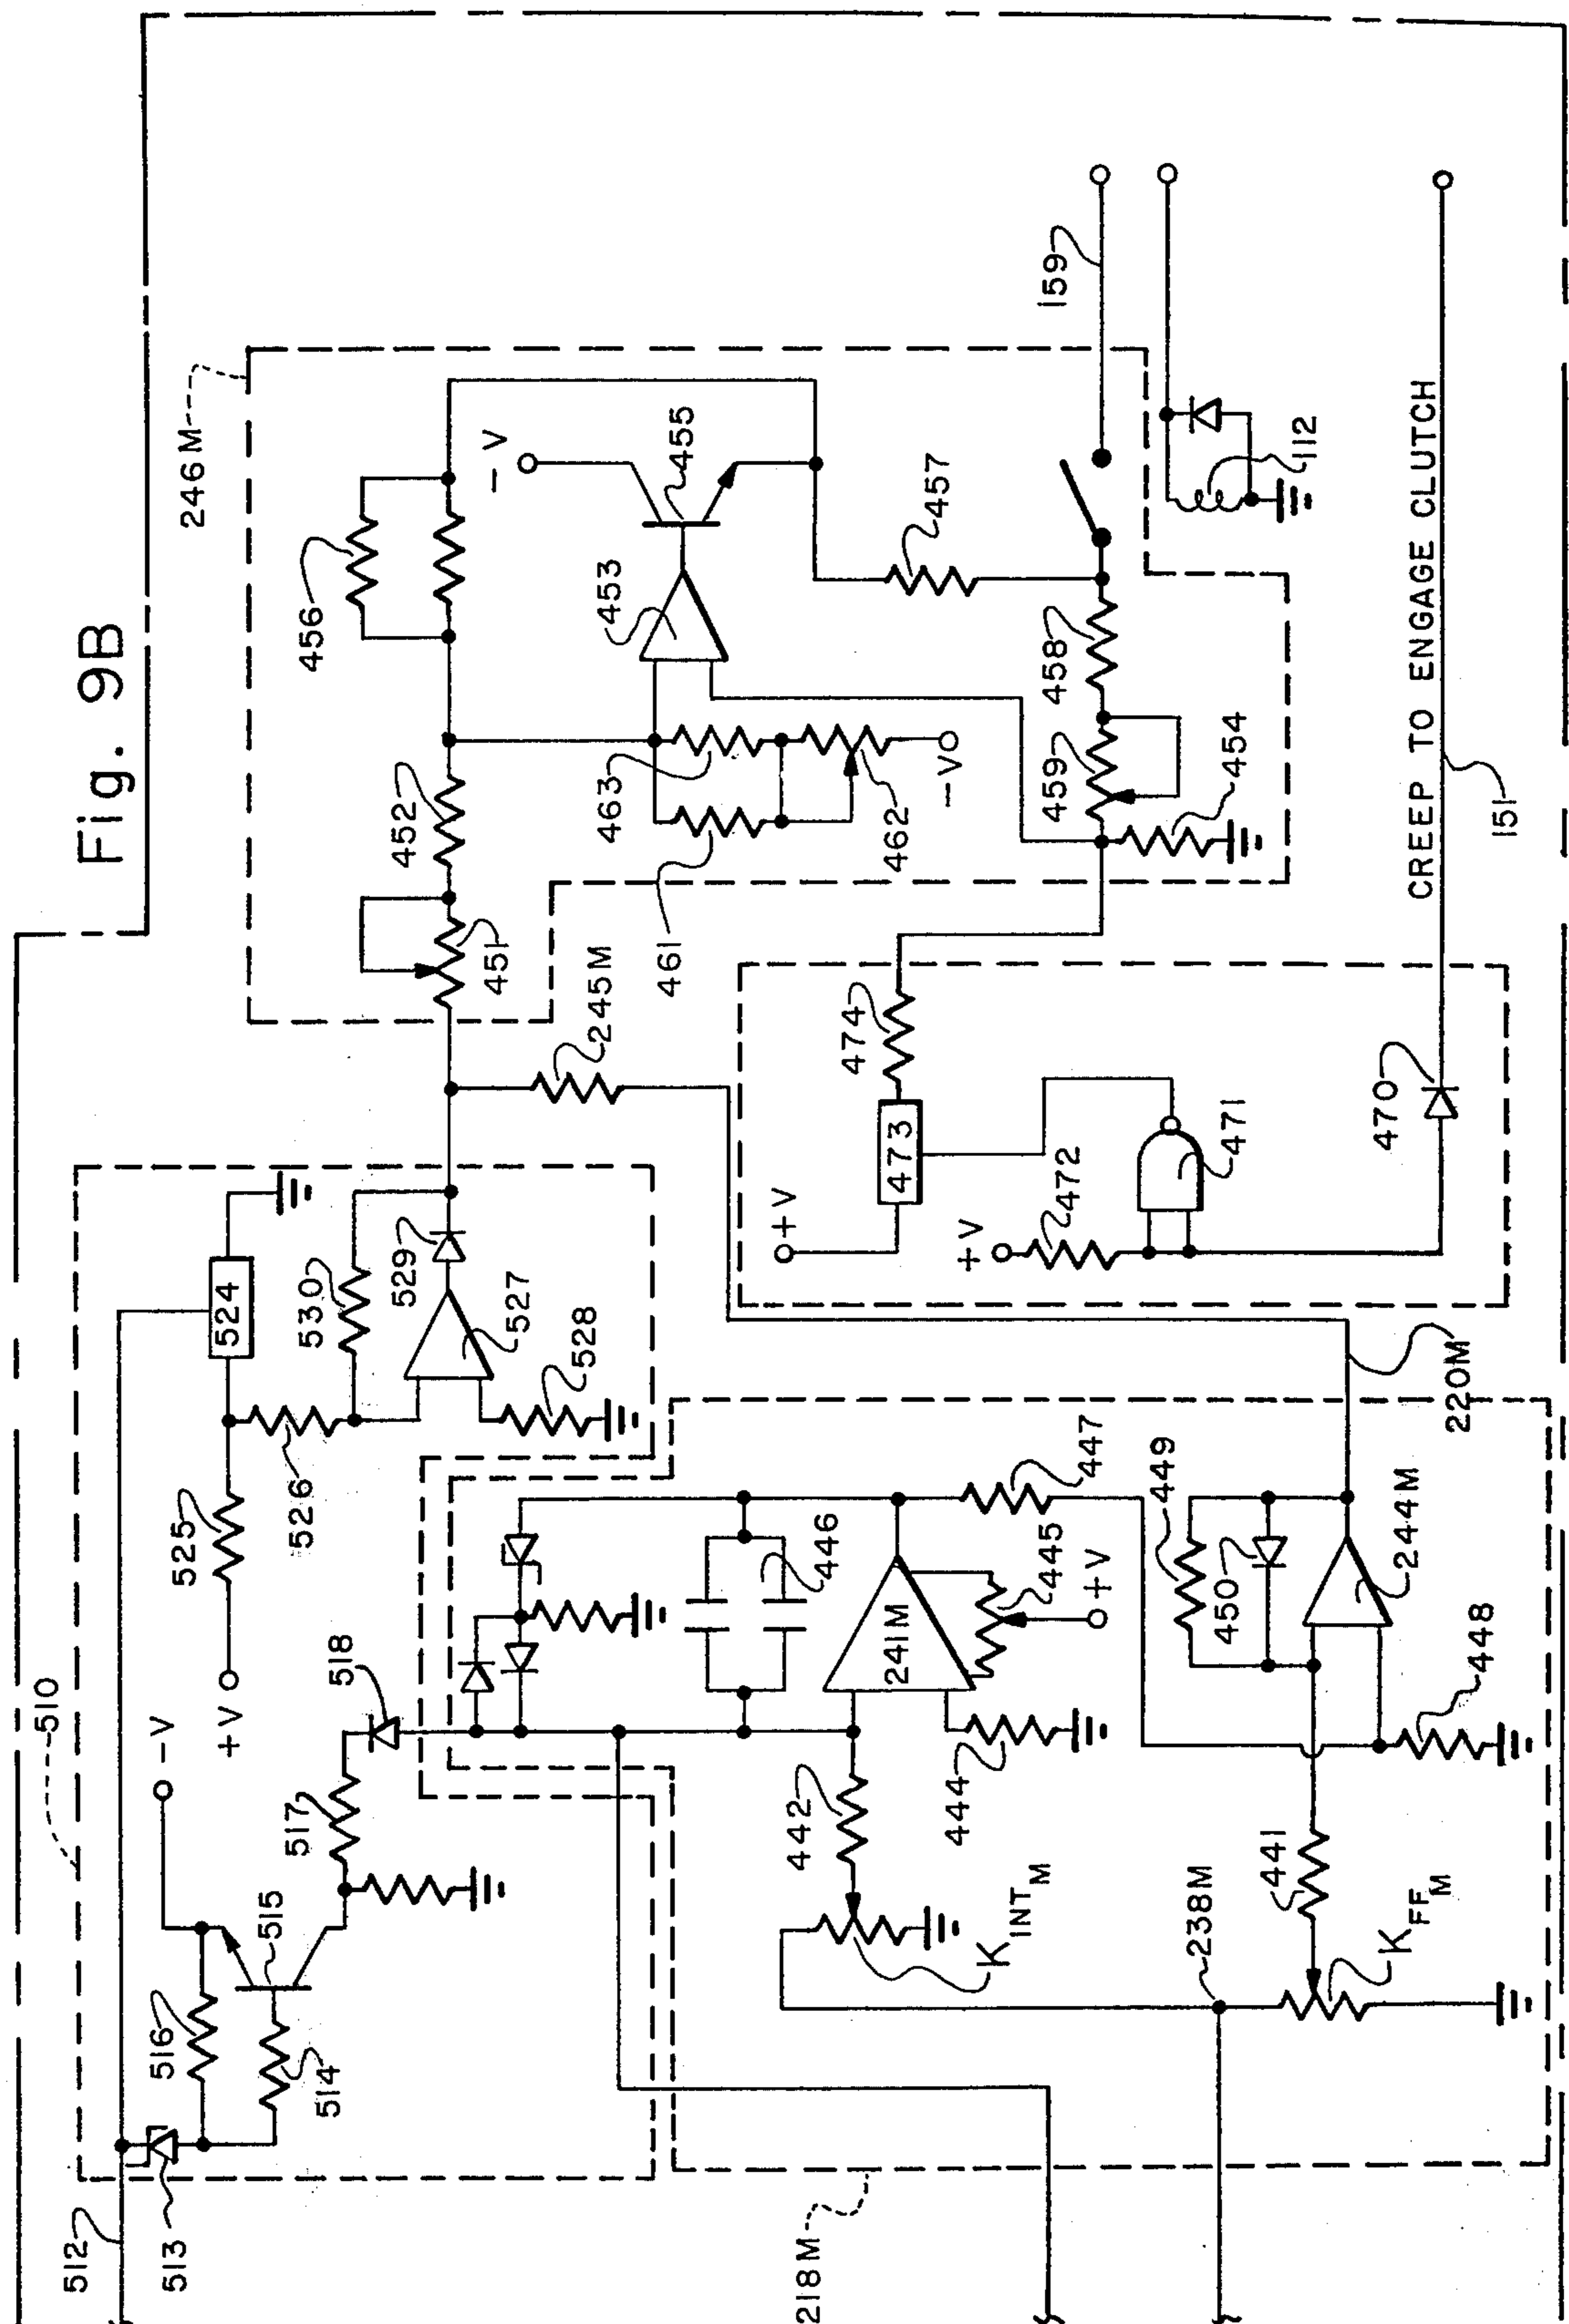 Fig. 9B
246M
456
-V
455
453
457
159
452
463
462
-V
458
459
454
112
451
461
245M
CREEP TO ENGAGE CLUTCH
151
510
524
530
529
527
528
525
526
+V
-V
518
517
515
516
514
512
513
474
473
+V
+V
472
471
470
220M
447
446
445
+V
241M
449
450
244M
448
442
444
441
K INT M
238M
K FF M
218M